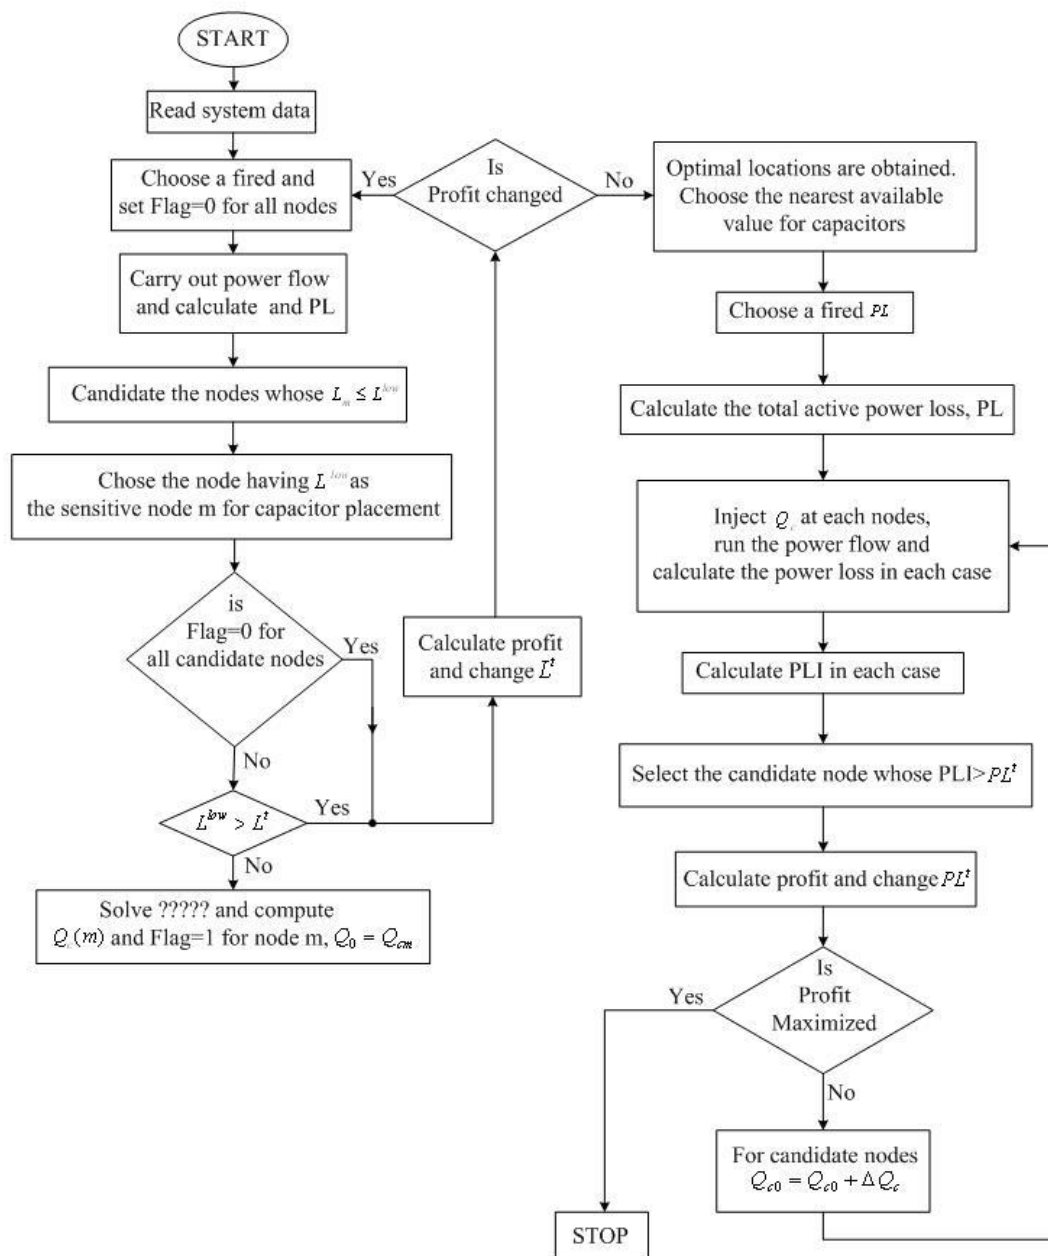 START
Read system data
Choose a fired and
set Flag=0 for all nodes
Carry out power flow
and calculate and PL
Candidate the nodes whose L_m ≤ L^low
Chose the node having L^low as
the sensitive node m for capacitor placement
is
Flag=0 for
all candidate nodes
Yes
No
L^low > L^t
Yes
No
Solve ????? and compute
Q_c(m) and Flag=1 for node m, Q_0 = Q_cm
Calculate profit
and change L^t
Is
Profit changed
Yes
No
Optimal locations are obtained.
Choose the nearest available
value for capacitors
Choose a fired PL
Calculate the total active power loss, PL
Inject Q_c at each nodes,
run the power flow and
calculate the power loss in each case
Calculate PLI in each case
Select the candidate node whose PLI> PL^t
Calculate profit and change PL^t
Is
Profit
Maximized
Yes
No
For candidate nodes
Q_c0 = Q_c0 + Δ Q_c
STOP